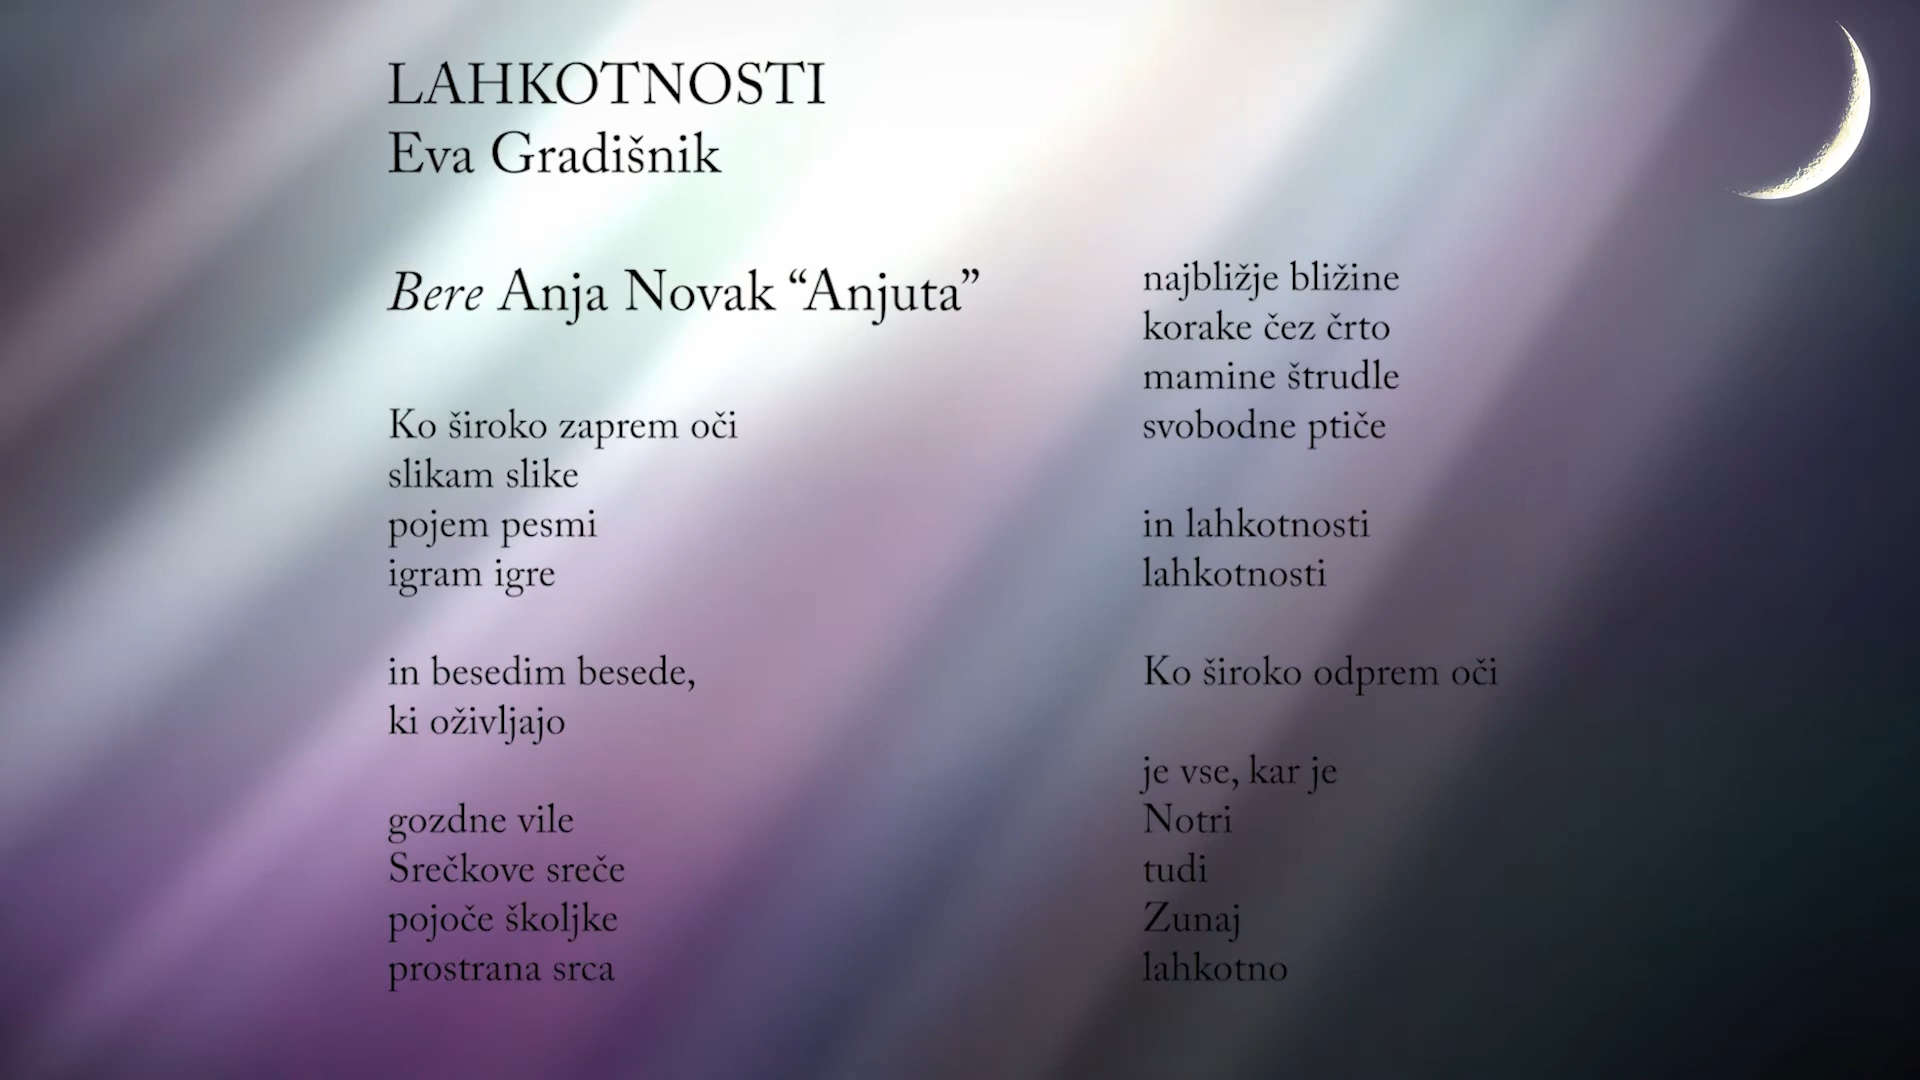 LAHKOTNOSTI
Eva Gradišnik
Bere Anja Novak “Anjuta”
Ko široko zaprem oči
slikam slike
pojem pesmi
igram igre
in besedim besede,
ki oživljajo
gozdne vile
Srečkove sreče
pojoče školjke
prostrana srca
najbližje bližine
korake čez črto
mamine štrudle
svobodne ptiče
in lahkotnosti
lahkotnosti
Ko široko odprem oči
je vse, kar je
Notri
tudi
Zunaj
lahkotno